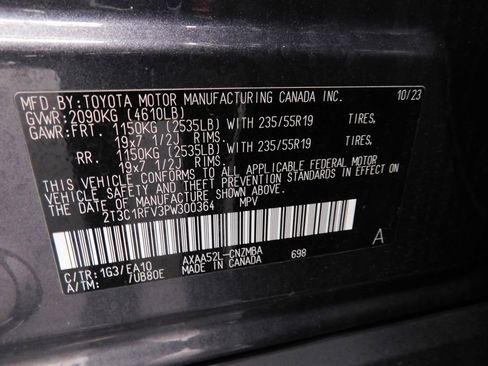 MFD.BY:TOYOTA MOTOR MANUFACTURING CANADA INC. 10/23
GVWR:2090KG (4610LB)
GAWR:FRT. 1150KG (2535LB) WITH 235/55R19 TIRES,
19x7 1/2J RIMS.
RR. 1150KG (2535LB) WITH 235/55R19 TIRES,
19x7 1/2J RIMS.
THIS VEHICLE CONFORMS TO ALL APPLICABLE FEDERAL MOTOR
VEHICLE SAFETY AND BUMPER STANDARDS IN EFFECT ON THE
DATE OF MANUFACTURE SHOWN ABOVE.
2T3C1RFV3PW300364 MPV
C/TR:1G3/EA10 AXAA52L-CNZMBA 698 A
A/TM: /UB80E MADE IN CANADA